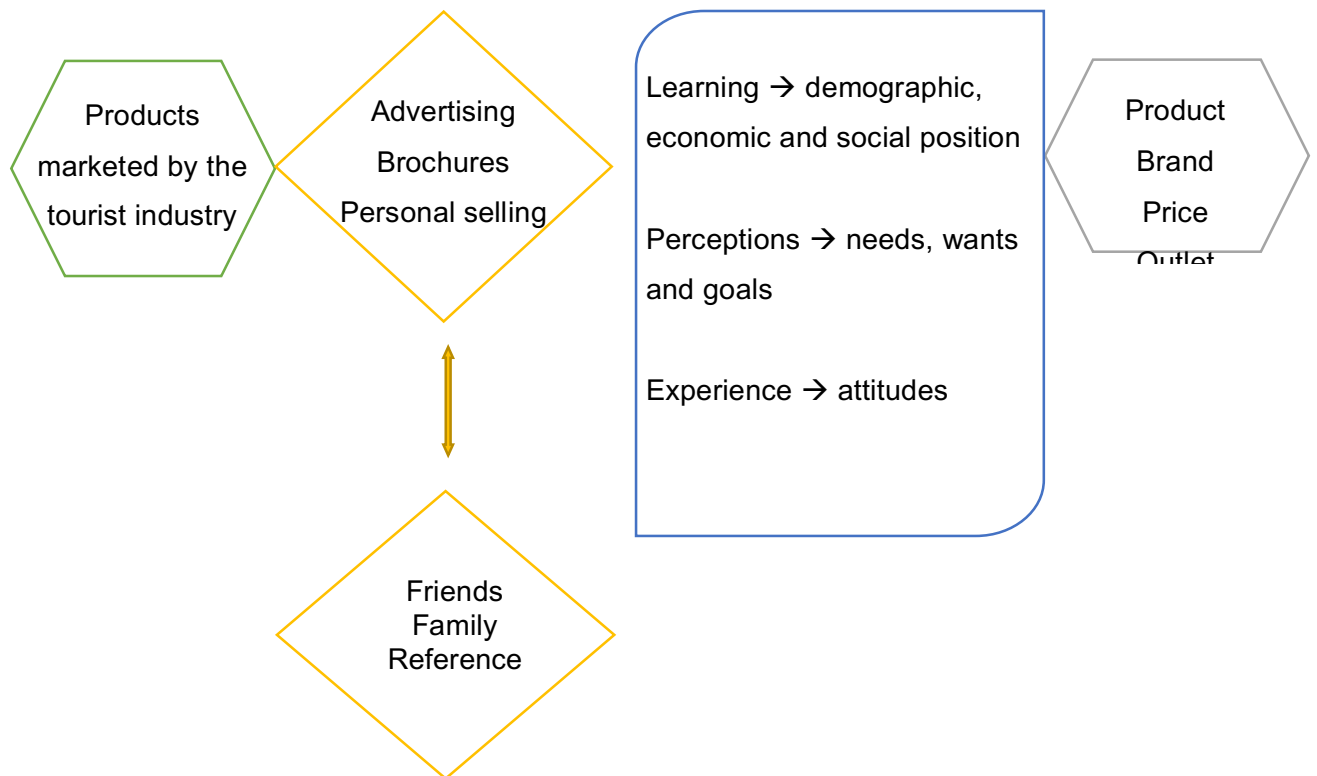 Products
marketed by the
tourist industry
Advertising
Brochures
Personal selling
Learning → demographic,
economic and social position
Perceptions → needs, wants
and goals
Experience → attitudes
Product
Brand
Price
Outlet
Friends
Family
Reference